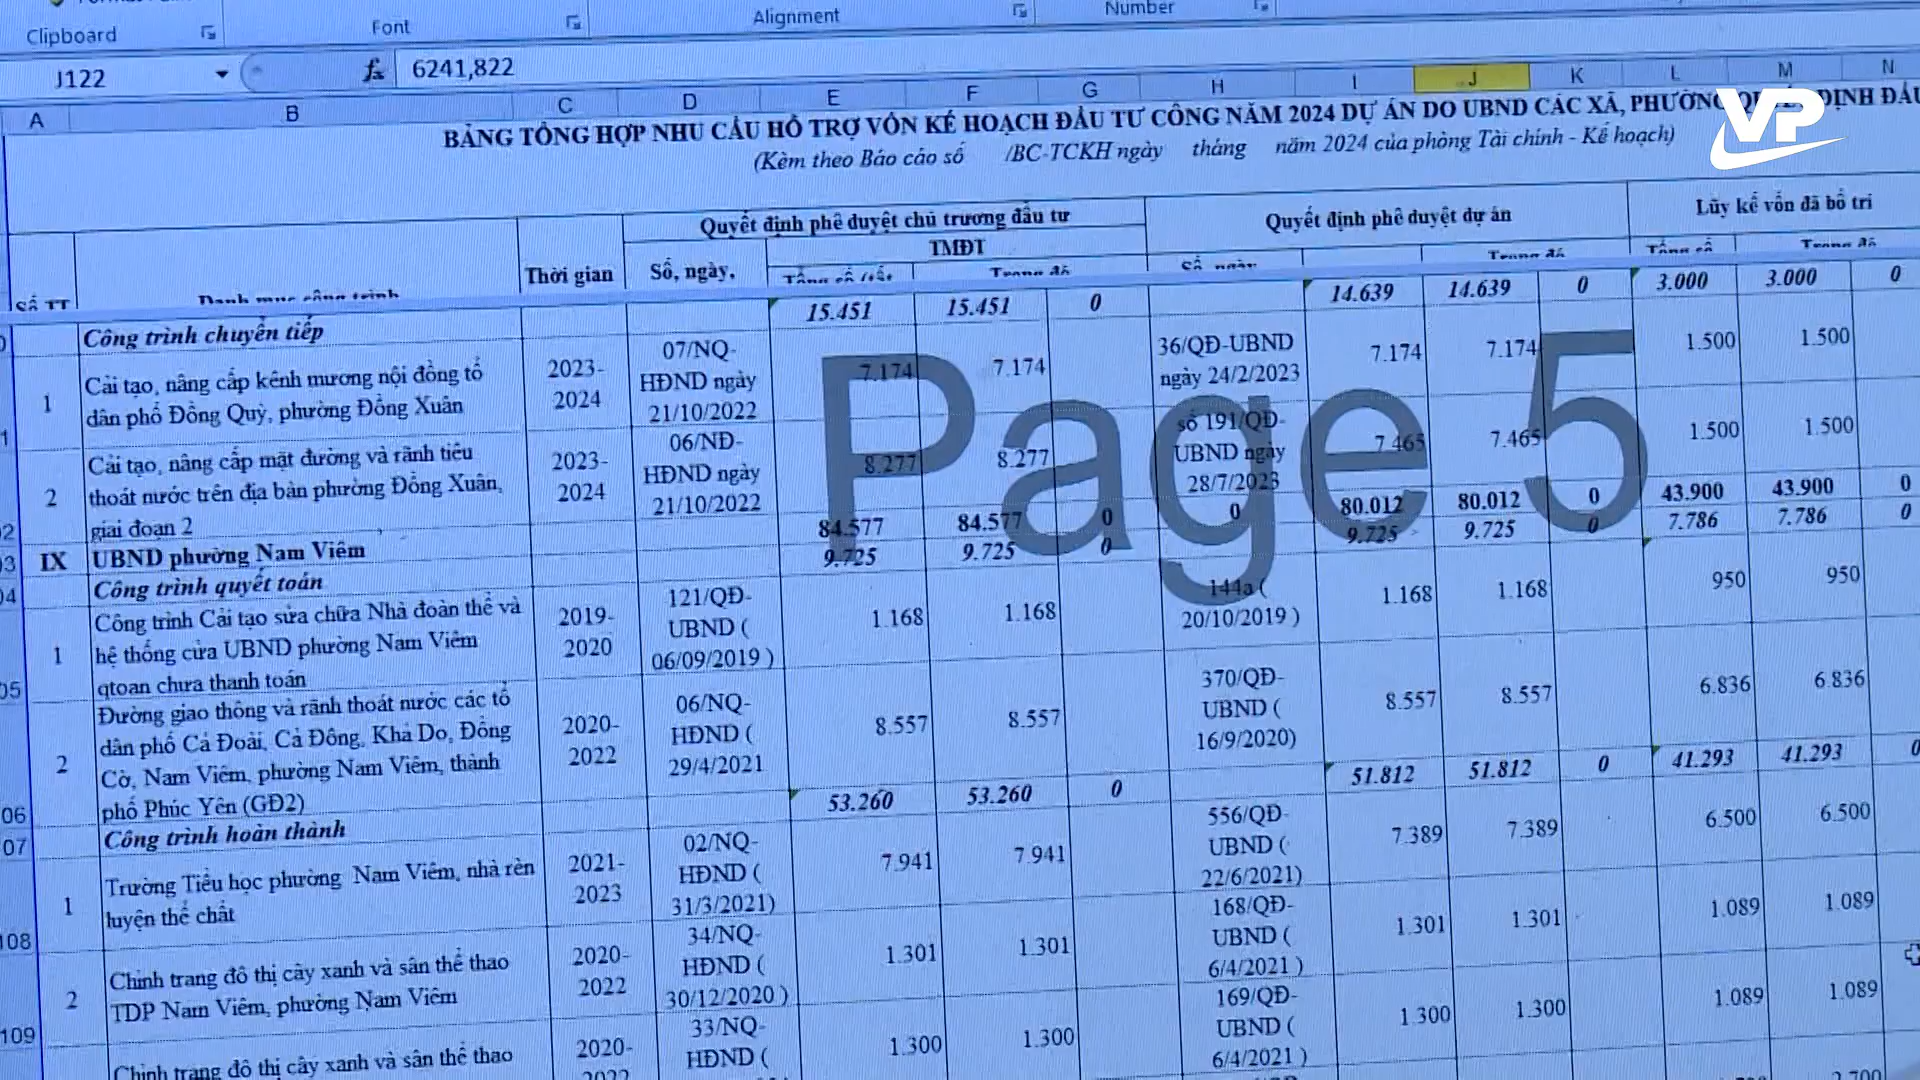 Clipboard Font Alignment Number
J122 fx 6241,822
A B C D E F G H I J K L M N
BẢNG TỔNG HỢP NHU CẦU HỖ TRỢ VỐN KẾ HOẠCH ĐẦU TƯ CÔNG NĂM 2024 DỰ ÁN DO UBND CÁC XÃ, PHƯỜNG
VP
(Kèm theo Báo cáo số /BC-TCKH ngày tháng năm 2024 của phòng Tài chính - Kế hoạch)
Số TT
Danh mục công trình
Thời gian
Quyết định phê duyệt chủ trương đầu tư
Số, ngày,
TMĐT
Trong đó
Quyết định phê duyệt dự án
Trong đó
Lũy kế vốn đã bố trí
Tổng số Trong đó
Công trình chuyển tiếp 15.451 15.451 0 14.639 14.639 0 3.000 3.000 0
1
Cải tạo, nâng cấp kênh mương nội đồng tổ
dân phố Đồng Quỳ, phường Đồng Xuân
2023-
2024
07/NQ-
HĐND ngày
21/10/2022
7.174 7.174
36/QĐ-UBND
ngày 24/2/2023
7.174 7.174 1.500 1.500
2
Cải tạo, nâng cấp mặt đường và rãnh tiêu
thoát nước trên địa bàn phường Đồng Xuân,
giai đoạn 2
2023-
2024
06/NĐ-
HĐND ngày
21/10/2022
8.277 8.277
số 191/QĐ-
UBND ngày
28/7/2023
7.465 7.465 1.500 1.500
Page 5
IX UBND phường Nam Viêm 84.577 84.577 0 0 80.012 80.012 0 43.900 43.900 0
Công trình quyết toán 9.725 9.725 0 9.725 9.725 0 7.786 7.786 0
1
Công trình Cải tạo sửa chữa Nhà đoàn thể và
hệ thống cửa UBND phường Nam Viêm
qtoan chưa thanh toán
2019-
2020
121/QĐ-
UBND (
06/09/2019 )
1.168 1.168
144a (
20/10/2019 )
1.168 1.168 950 950
2
Đường giao thông và rãnh thoát nước các tổ
dân phố Cả Đoài, Cả Đông, Khả Do, Đồng
Cờ, Nam Viêm, phường Nam Viêm, thành
phố Phúc Yên (GĐ2)
2020-
2022
06/NQ-
HĐND (
29/4/2021
8.557 8.557
370/QĐ-
UBND (
16/9/2020)
8.557 8.557 6.836 6.836
Công trình hoàn thành 53.260 53.260 0 51.812 51.812 0 41.293 41.293 0
1
Trường Tiểu học phường Nam Viêm, nhà rèn
luyện thể chất
2021-
2023
02/NQ-
HĐND (
31/3/2021)
7.941 7.941
556/QĐ-
UBND (
22/6/2021)
7.389 7.389 6.500 6.500
108
2
Chỉnh trang đô thị cây xanh và sân thể thao
TDP Nam Viêm, phường Nam Viêm
2020-
2022
34/NQ-
HĐND (
30/12/2020 )
1.301 1.301
168/QĐ-
UBND (
6/4/2021 )
1.301 1.301 1.089 1.089
109
Chỉnh trang đô thị cây xanh và sân thể thao
2020-
2022
33/NQ-
HĐND (
1.300 1.300
169/QĐ-
UBND (
6/4/2021 )
1.300 1.300 1.089 1.089